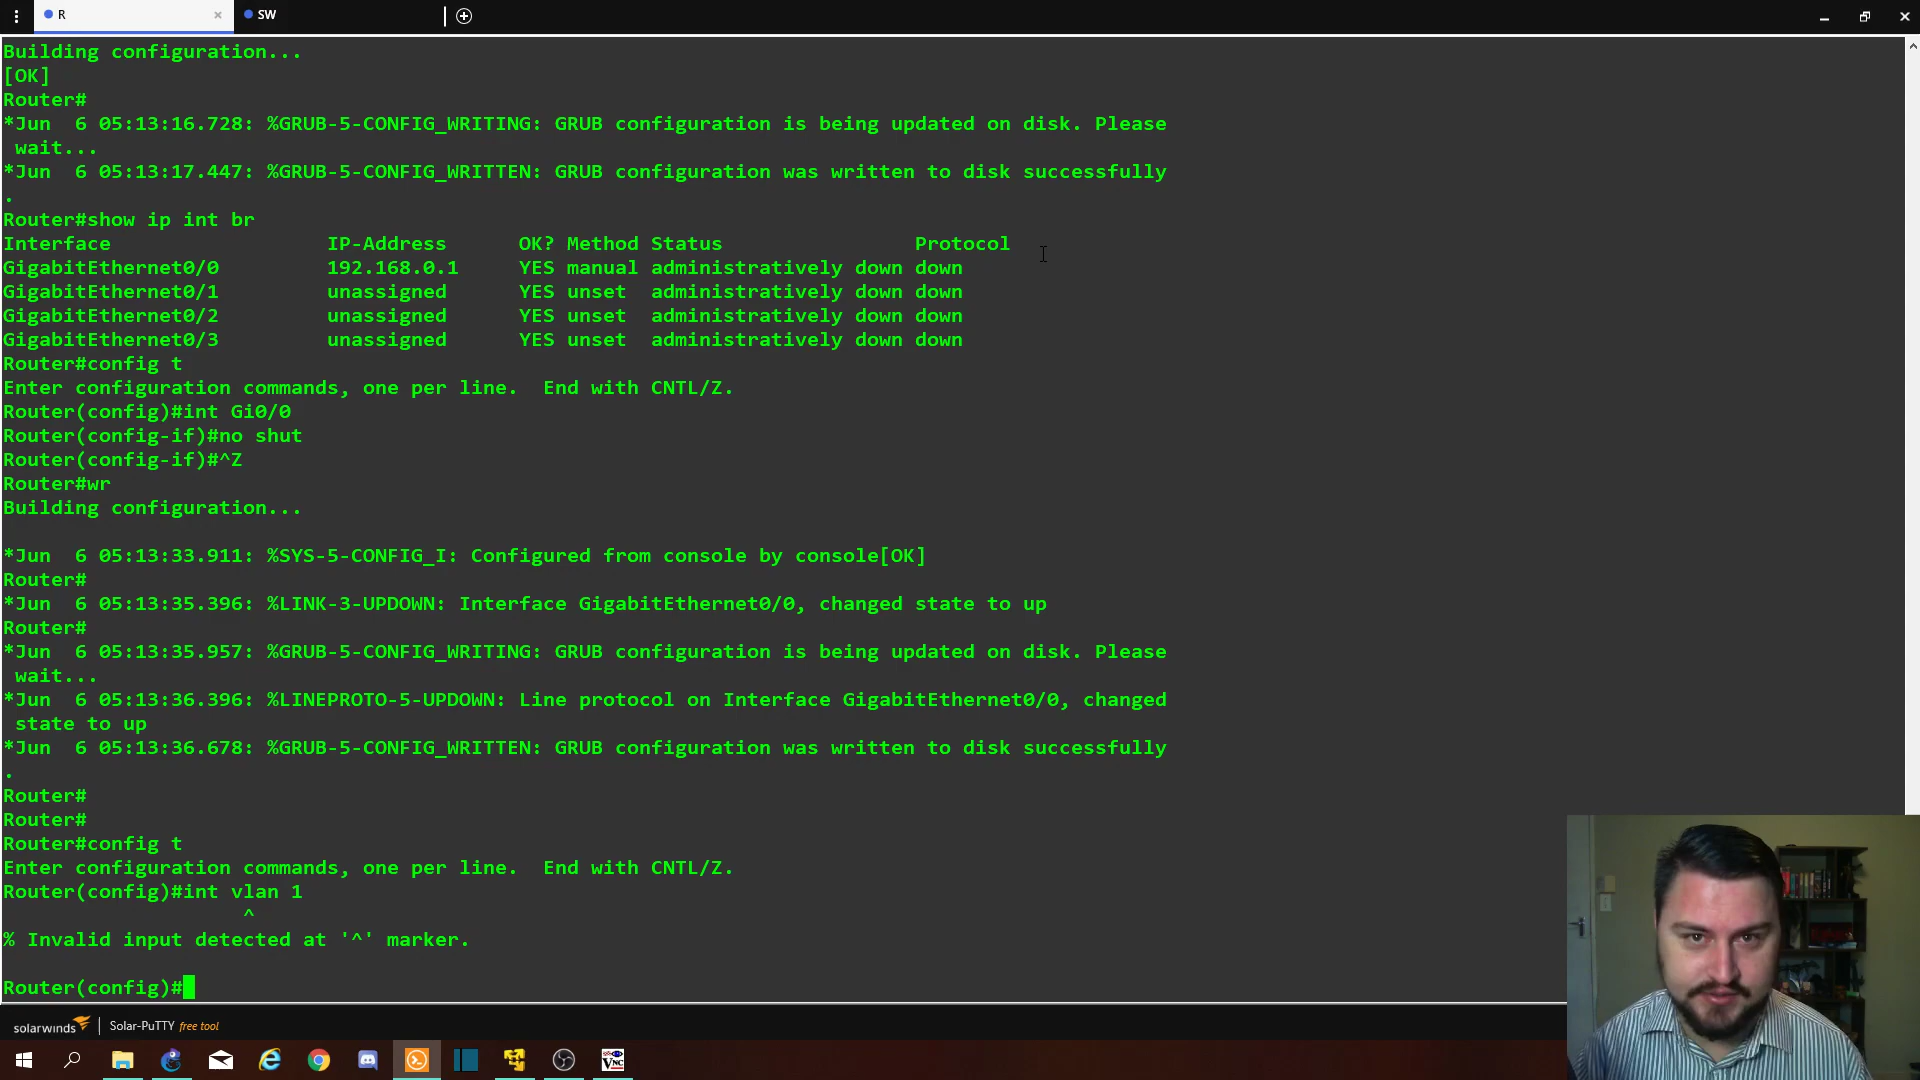 R
SW
Building configuration...
[OK]
Router#
*Jun  6 05:13:16.728: %GRUB-5-CONFIG_WRITING: GRUB configuration is being updated on disk. Please
 wait...
*Jun  6 05:13:17.447: %GRUB-5-CONFIG_WRITTEN: GRUB configuration was written to disk successfully
.
Router#show ip int br
Interface                  IP-Address      OK? Method Status                Protocol
GigabitEthernet0/0         192.168.0.1     YES manual administratively down down
GigabitEthernet0/1         unassigned      YES unset  administratively down down
GigabitEthernet0/2         unassigned      YES unset  administratively down down
GigabitEthernet0/3         unassigned      YES unset  administratively down down
Router#config t
Enter configuration commands, one per line.  End with CNTL/Z.
Router(config)#int Gi0/0
Router(config-if)#no shut
Router(config-if)#^Z
Router#wr
Building configuration...
*Jun  6 05:13:33.911: %SYS-5-CONFIG_I: Configured from console by console[OK]
Router#
*Jun  6 05:13:35.396: %LINK-3-UPDOWN: Interface GigabitEthernet0/0, changed state to up
Router#
*Jun  6 05:13:35.957: %GRUB-5-CONFIG_WRITING: GRUB configuration is being updated on disk. Please
 wait...
*Jun  6 05:13:36.396: %LINEPROTO-5-UPDOWN: Line protocol on Interface GigabitEthernet0/0, changed
 state to up
*Jun  6 05:13:36.678: %GRUB-5-CONFIG_WRITTEN: GRUB configuration was written to disk successfully
.
Router#
Router#
Router#config t
Enter configuration commands, one per line.  End with CNTL/Z.
Router(config)#int vlan 1
                    ^
% Invalid input detected at '^' marker.
Router(config)#
solarwinds | Solar-PuTTY free tool
VNC